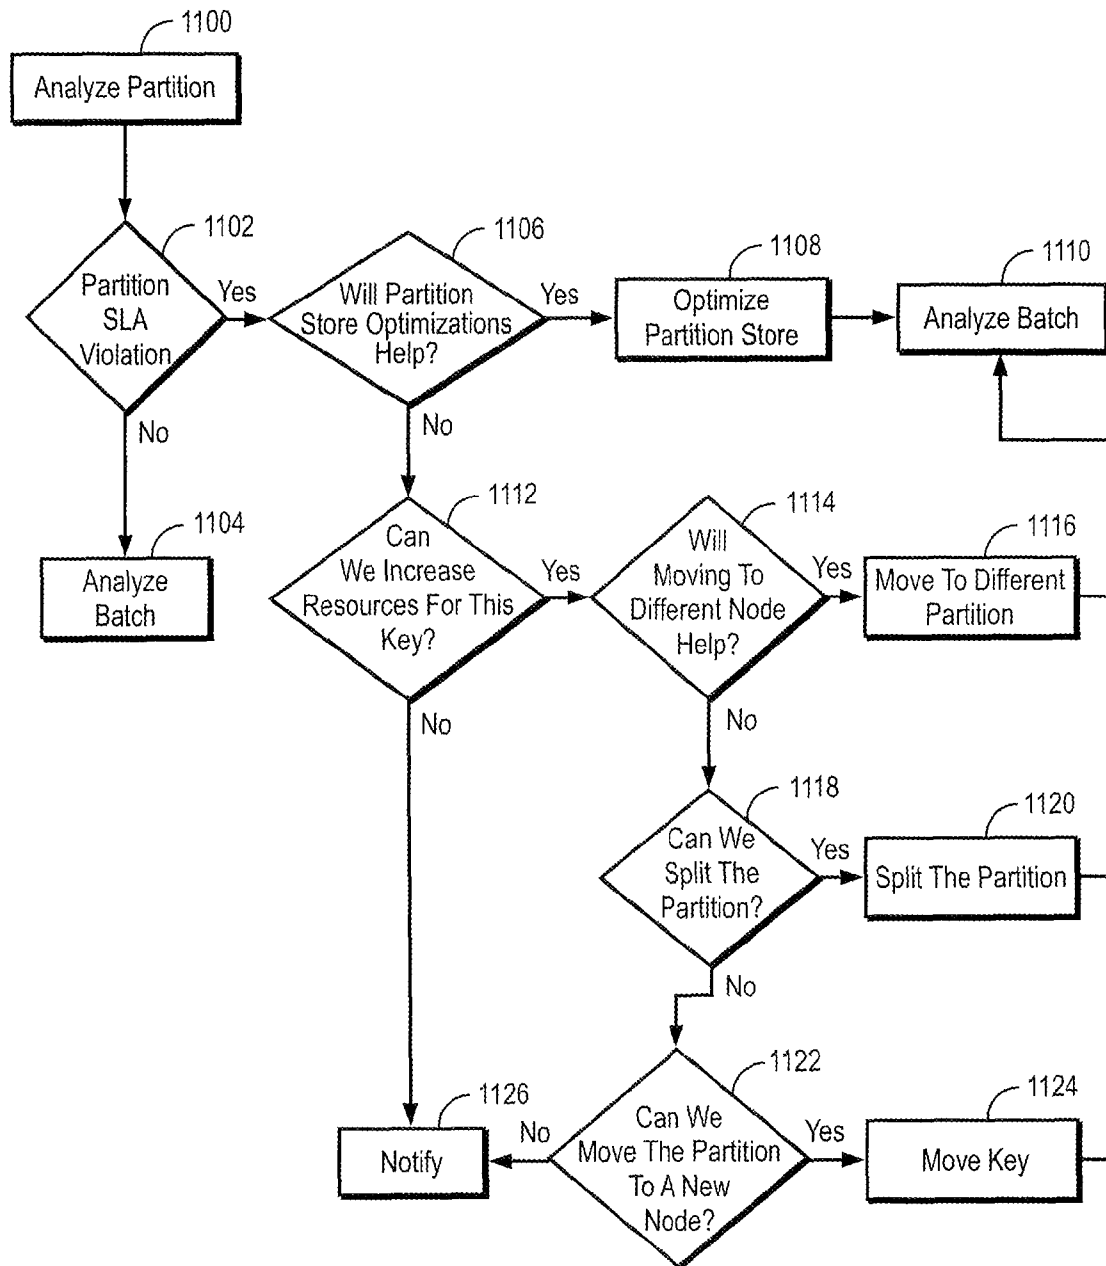 1100
Analyze Partition
1102
Partition
SLA
Violation
Yes
No
1104
Analyze
Batch
1106
Will Partition
Store Optimizations
Help?
Yes
No
1108
Optimize
Partition Store
1110
Analyze Batch
1112
Can
We Increase
Resources For This
Key?
Yes
No
1114
Will
Moving To
Different Node
Help?
Yes
No
1116
Move To Different
Partition
1118
Can We
Split The
Partition?
Yes
No
1120
Split The Partition
1122
Can We
Move The Partition
To A New
Node?
Yes
No
1124
Move Key
1126
Notify